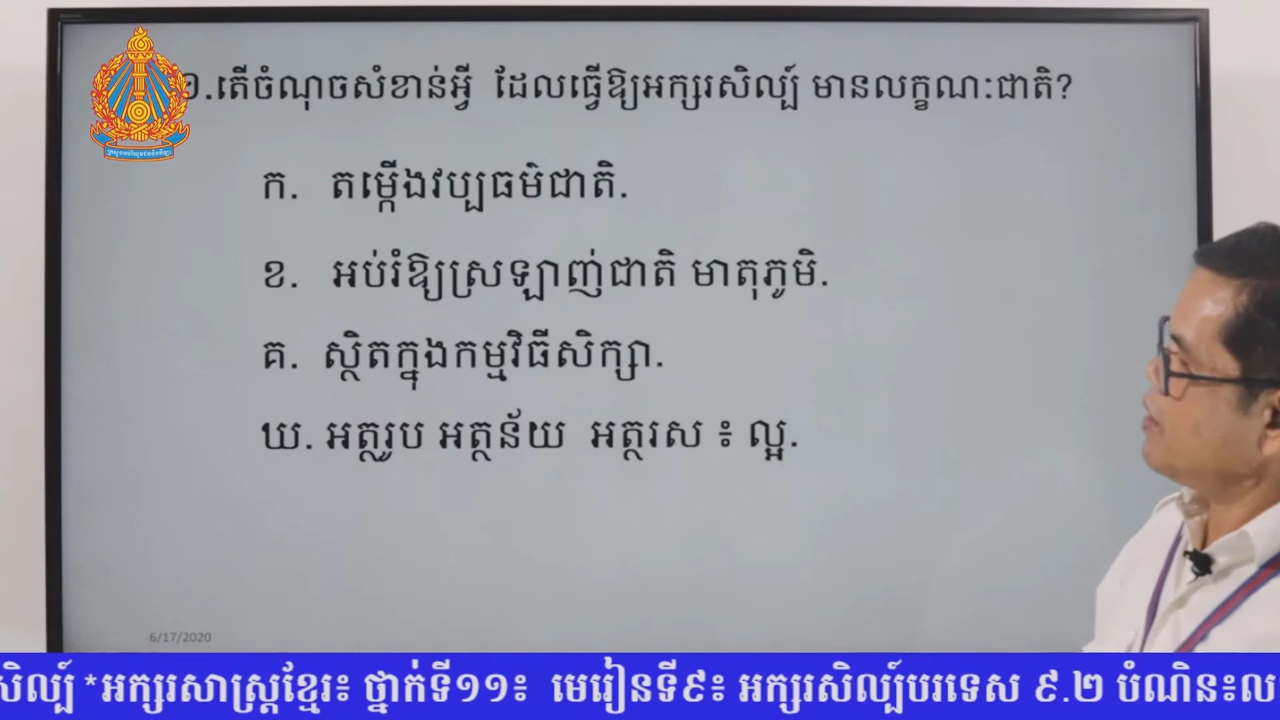 ១.តើចំណុចសំខាន់អ្វី ដែលធ្វើឱ្យអក្សរសិល្ប៍ មានលក្ខណៈជាតិ?
ក. តម្កើងវប្បធម៌ជាតិ.
ខ. អប់រំឱ្យស្រឡាញ់ជាតិ មាតុភូមិ.
គ. ស្ថិតក្នុងកម្មវិធីសិក្សា.
ឃ. អត្ថរូប អត្ថន័យ អត្ថរស ៖ ល្អ.
6/17/2020
សិល្ប៍ *អក្សរសាស្ត្រខ្មែរ៖ ថ្នាក់ទី១១៖ មេរៀនទី៩៖ អក្សរសិល្ប៍បរទេស ៩.២ បំណិន៖ល